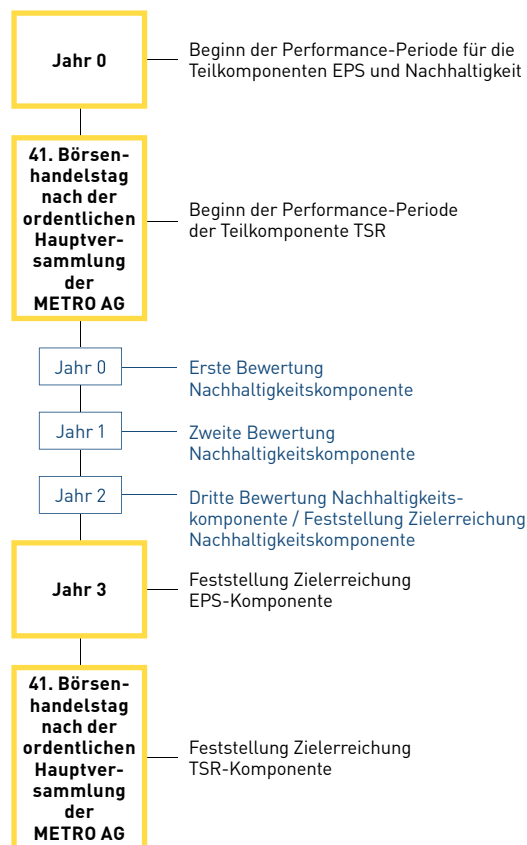 Jahr 0
Beginn der Performance-Periode für die
Teilkomponenten EPS und Nachhaltigkeit
41. Börsen-
handelstag
nach der
ordentlichen
Hauptver-
sammlung
der
METRO AG
Beginn der Performance-Periode
der Teilkomponente TSR
Jahr 0
Erste Bewertung
Nachhaltigkeitskomponente
Jahr 1
Zweite Bewertung
Nachhaltigkeitskomponente
Jahr 2
Dritte Bewertung Nachhaltigkeits-
komponente / Feststellung Zielerreichung
Nachhaltigkeitskomponente
Jahr 3
Feststellung Zielerreichung
EPS-Komponente
41. Börsen-
handelstag
nach der
ordentlichen
Hauptver-
sammlung
der
METRO AG
Feststellung Zielerreichung
TSR-Komponente